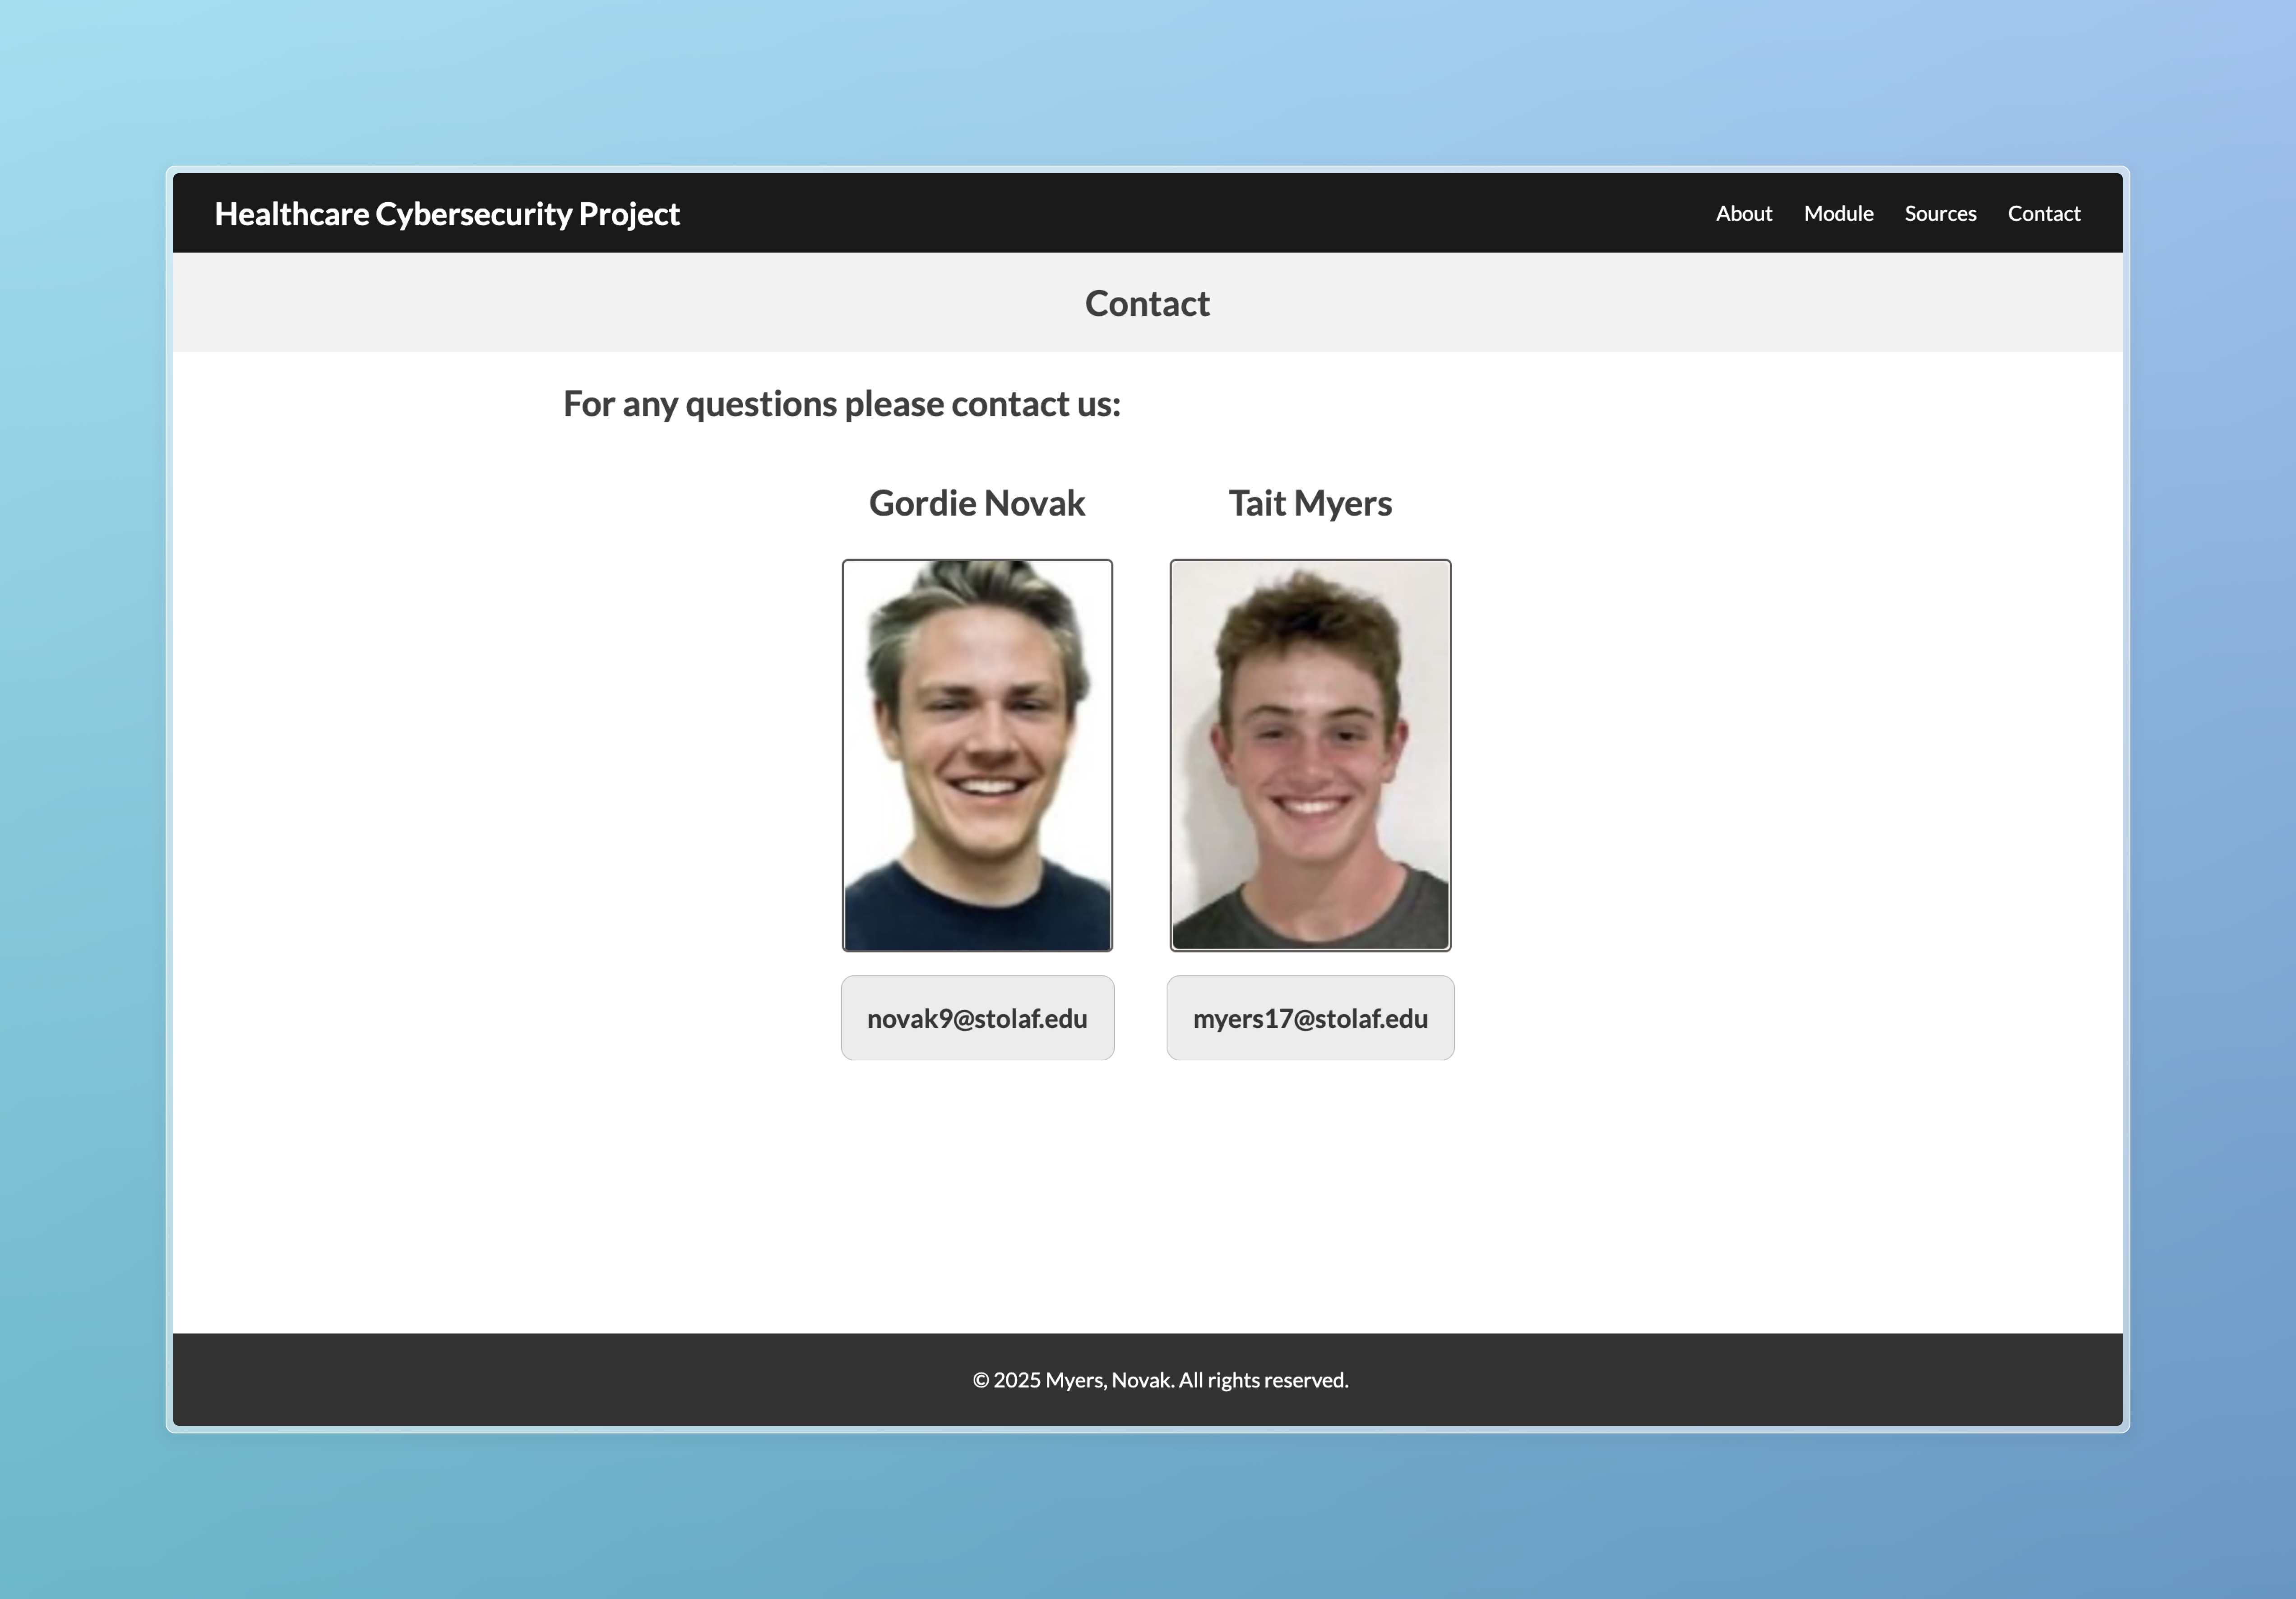 Healthcare Cybersecurity Project
About Module Sources Contact
Contact
For any questions please contact us:
Gordie Novak
Tait Myers
novak9@stolaf.edu
myers17@stolaf.edu
© 2025 Myers, Novak. All rights reserved.